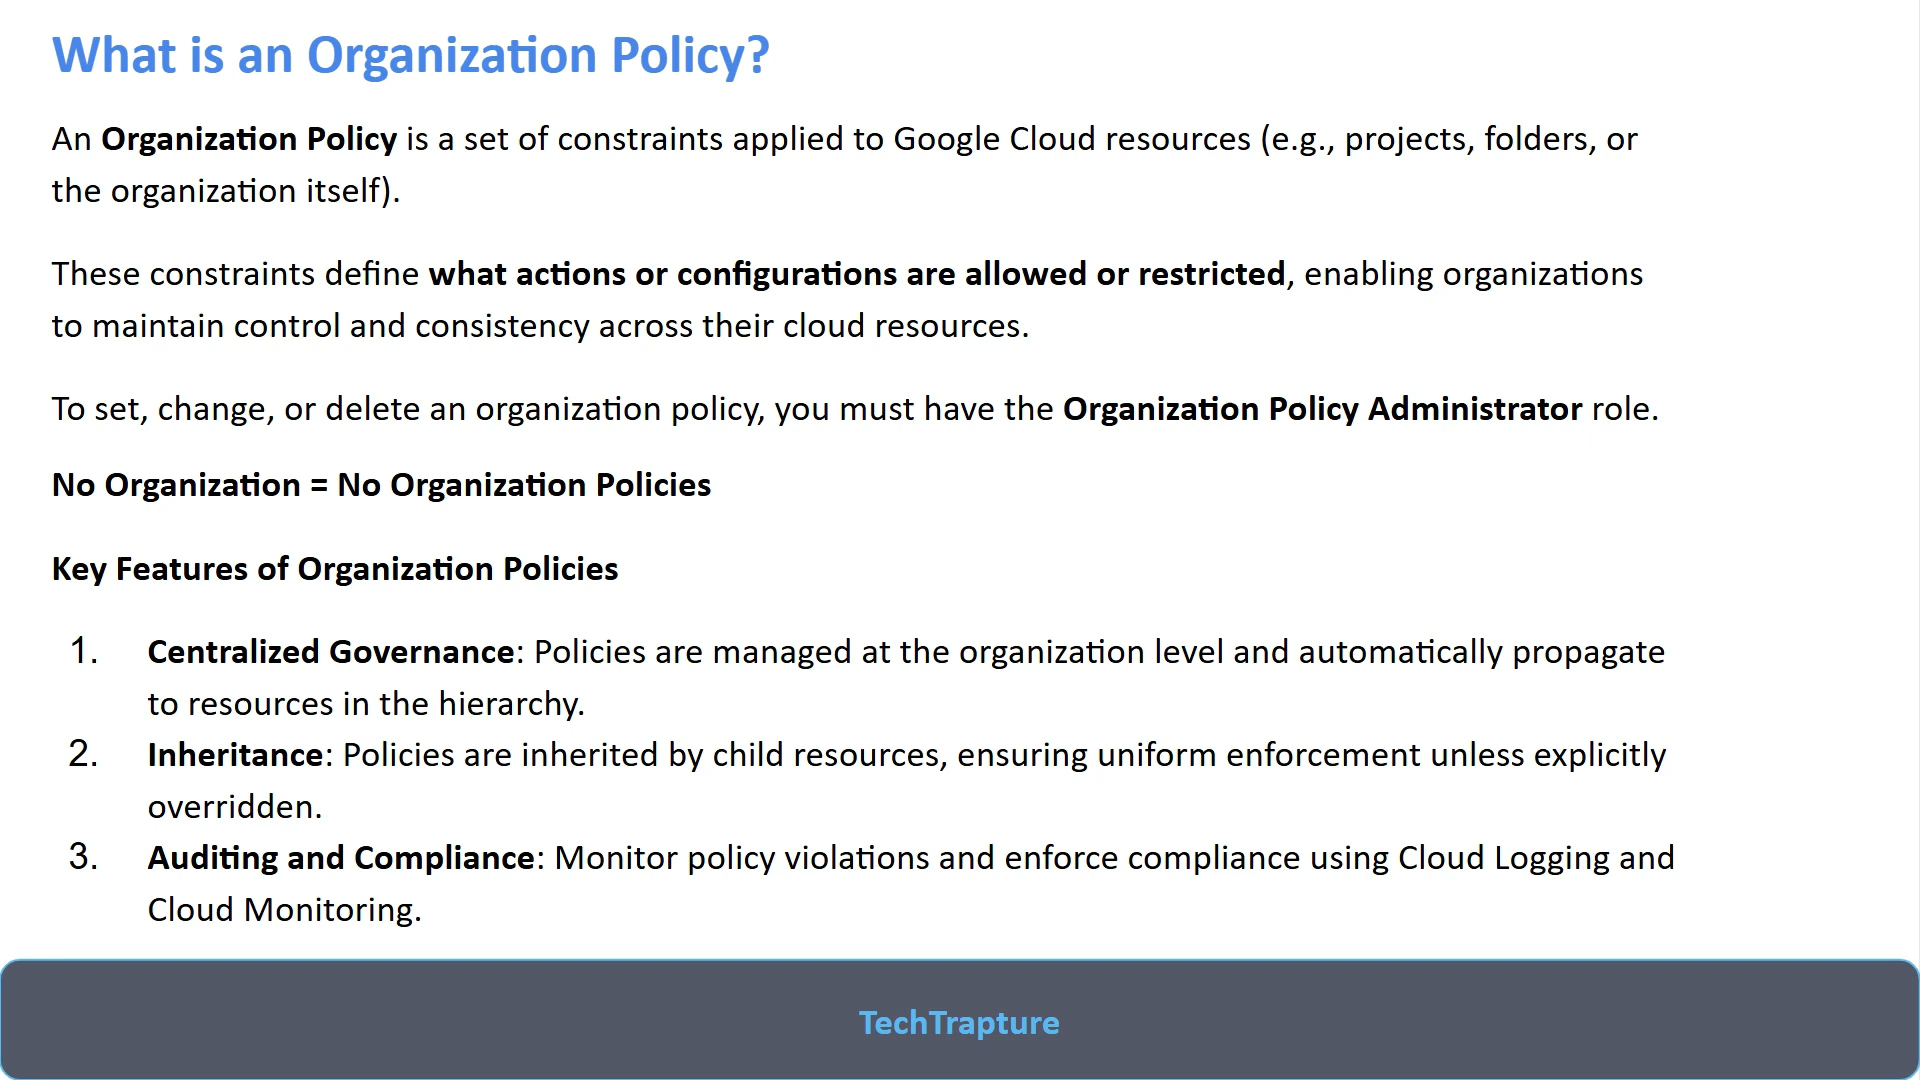 What is an Organization Policy?
An Organization Policy is a set of constraints applied to Google Cloud resources (e.g., projects, folders, or
the organization itself).
These constraints define what actions or configurations are allowed or restricted, enabling organizations
to maintain control and consistency across their cloud resources.
To set, change, or delete an organization policy, you must have the Organization Policy Administrator role.
No Organization = No Organization Policies
Key Features of Organization Policies
1. Centralized Governance: Policies are managed at the organization level and automatically propagate
to resources in the hierarchy.
2. Inheritance: Policies are inherited by child resources, ensuring uniform enforcement unless explicitly
overridden.
3. Auditing and Compliance: Monitor policy violations and enforce compliance using Cloud Logging and
Cloud Monitoring.
TechTrapture